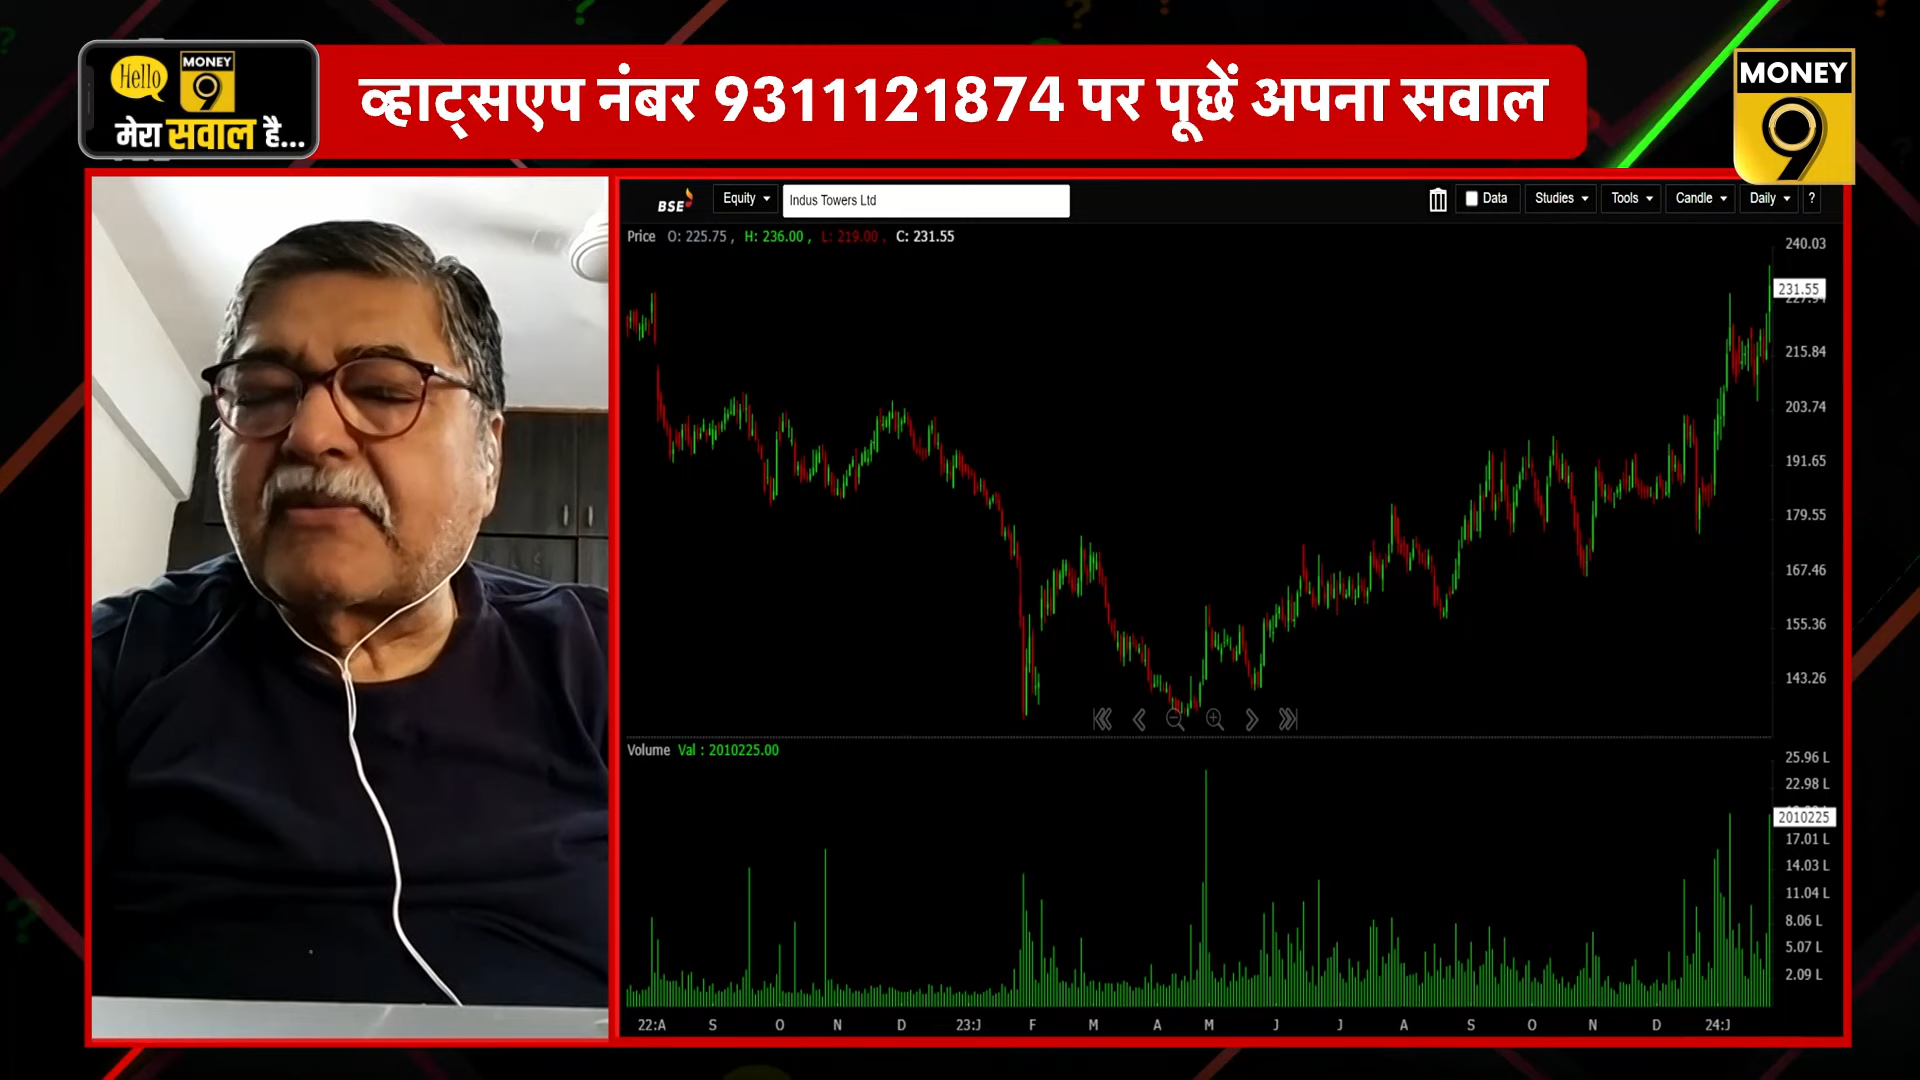 Hello
MONEY
9
मेरा सवाल है...
व्हाट्सएप नंबर 9311121874 पर पूछें अपना सवाल
MONEY
9
BSE Equity Indus Towers Ltd Data Studies Tools Candle Daily ?
Price O: 225.75 , H: 236.00 , L: 219.00 , C: 231.55
240.03
231.55
215.84
203.74
191.65
179.55
167.46
155.36
143.26
Volume Val : 2010225.00
25.96 L
22.98 L
2010225
17.01 L
14.03 L
11.04 L
8.06 L
5.07 L
2.09 L
22:A S O N D 23:J F M A M J J A S O N D 24:J